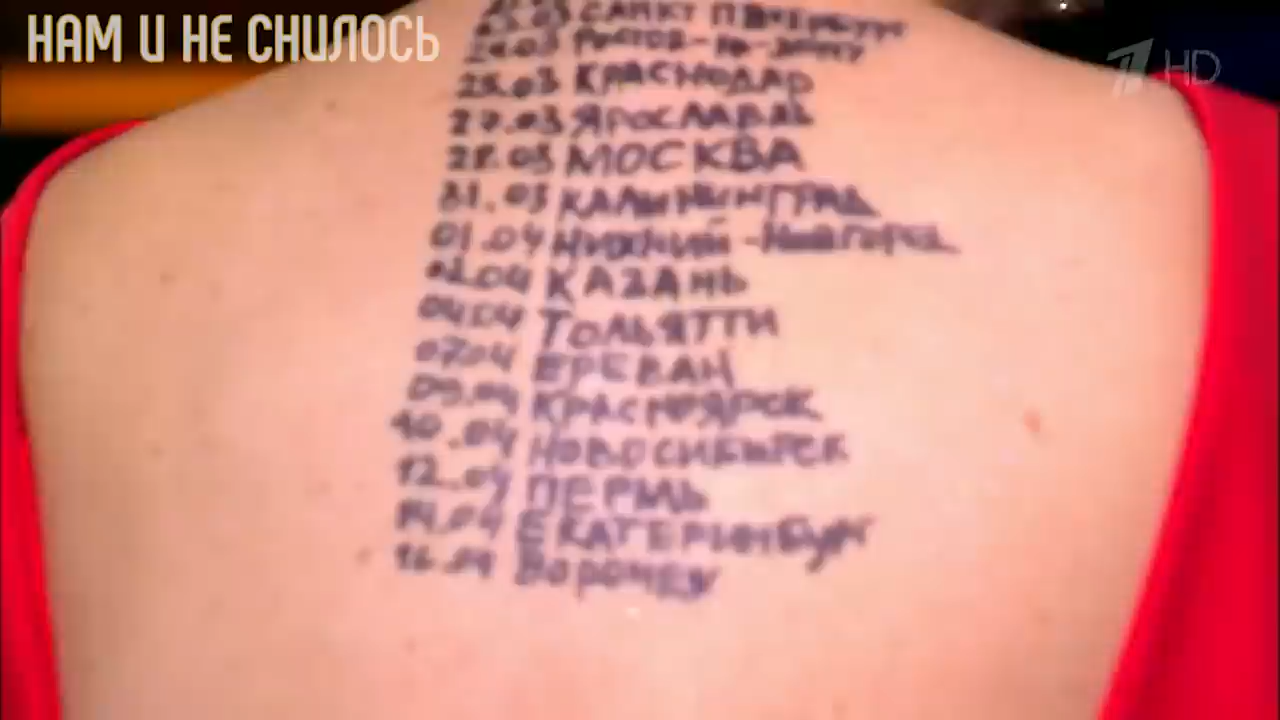 НАМ И НЕ СНИЛОСЬ
1 HD
САНКТ ПЕТЕРБУРГ
24.03 РОСТОВ-НА-ДОНУ
25.03 КРАСНОДАР
27.03 ЯРОСЛАВЛЬ
28.03 МОСКВА
31.03 КАЛИНИНГРАД
01.04 НИЖНИЙ-Новгород
02.04 КАЗАНЬ
04.04 ТОЛЬЯТТИ
07.04 ЕРЕВАН
09.04 КРАСНОЯРСК
10.04 НОВОСИБИРСК
12.04 ПЕРМЬ
14.04 ЕКАТЕРИНБУРГ
16.04 Воронеж